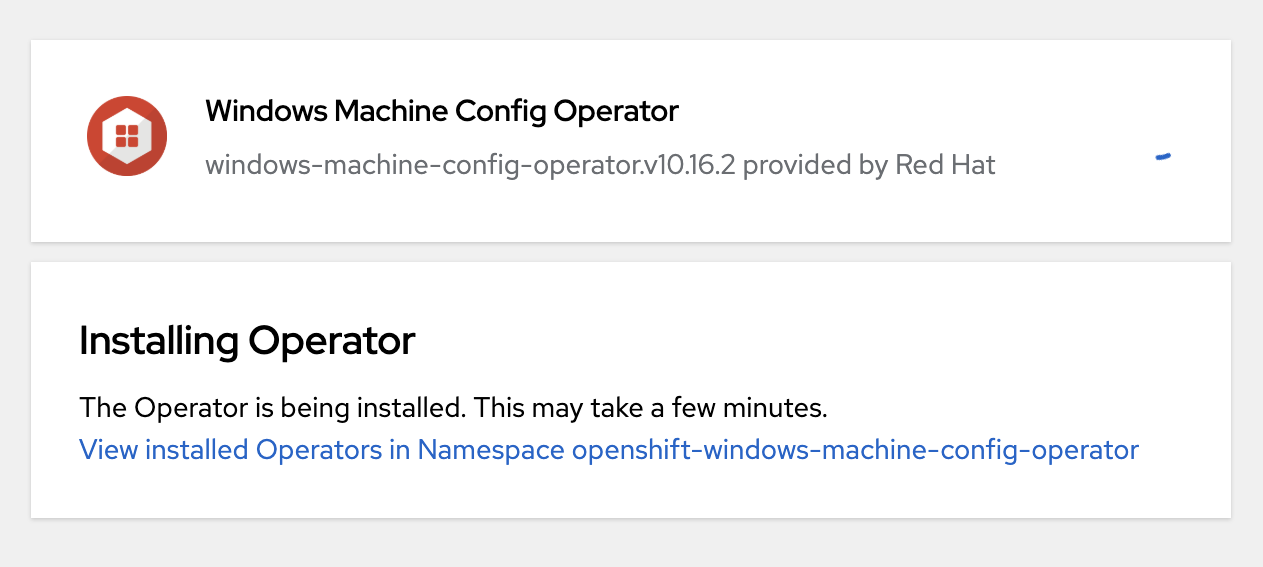 Windows Machine Config Operator
windows-machine-config-operator.v10.16.2 provided by Red Hat
Installing Operator
The Operator is being installed. This may take a few minutes.
View installed Operators in Namespace openshift-windows-machine-config-operator